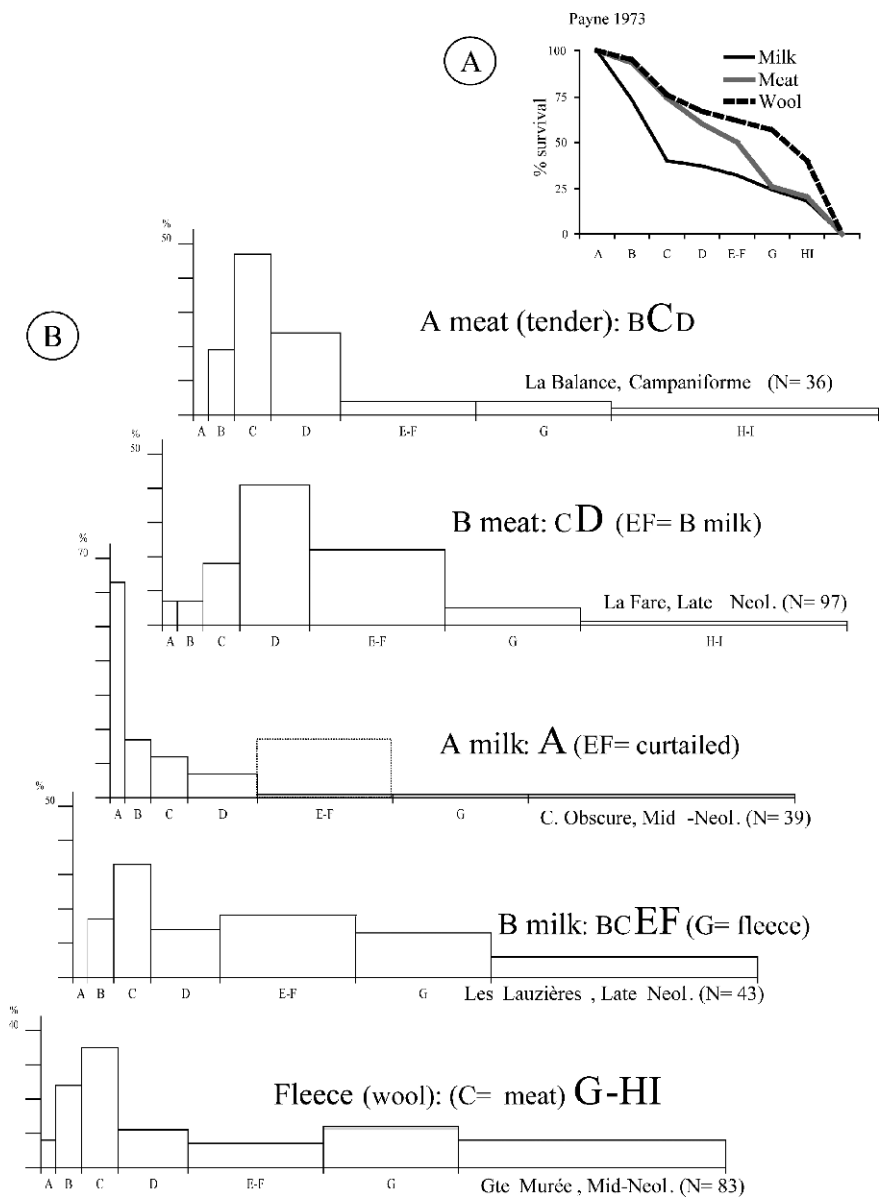 Payne 1973
A
100
75
50
25
0
% survival
Milk
Meat
Wool
A B C D E-F G HI
B
%
50
A meat (tender): BCD
La Balance, Campaniforme (N= 36)
A B C D E-F G H-I
%
50
B meat: CD (EF= B milk)
La Fare, Late Neol. (N= 97)
A B C D E-F G H-I
%
70
A milk: A (EF= curtailed)
A B C D E-F G
C. Obscure, Mid -Neol. (N= 39)
%
50
B milk: BCEF (G= fleece)
A B C D E-F G
Les Lauzières , Late Neol. (N= 43)
%
40
Fleece (wool): (C= meat) G-HI
A B C D E-F G
Gte Murée , Mid-Neol. (N= 83)